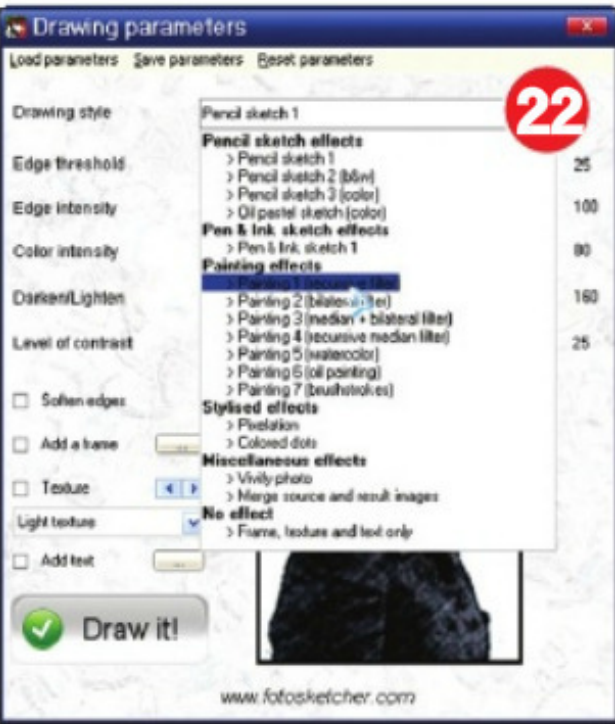 Drawing parameters
Load parameters Save parameters Reset parameters
22
Drawing style Pencil sketch 1
Pencil sketch effects
> Pencil sketch 1
Edge threshold 25
> Pencil sketch 2 (b&w)
> Pencil sketch 3 (color)
Edge intensity 100
> Oil pastel sketch (color)
Pen & Ink sketch effects
> Pen & Ink sketch 1
Color intensity 80
Painting effects
> Painting 1 (recursive filter
Darken/Lighten 160
> Painting 2 (bilateral filter)
> Painting 3 (median + bilateral filter)
> Painting 4 (recursive median filter)
Level of contrast 25
> Painting 5 (watercolor)
> Painting 6 (oil painting)
> Painting 7 (brushstrokes)
Soften edges
Stylised effects
> Pixelation
> Colored dots
Add a frame ...
Miscellaneous effects
> Vivify photo
Texture
> Merge source and result images
No effect
Light texture
> Frame, texture and text only
Add text ...
Draw it!
www.fotosketcher.com